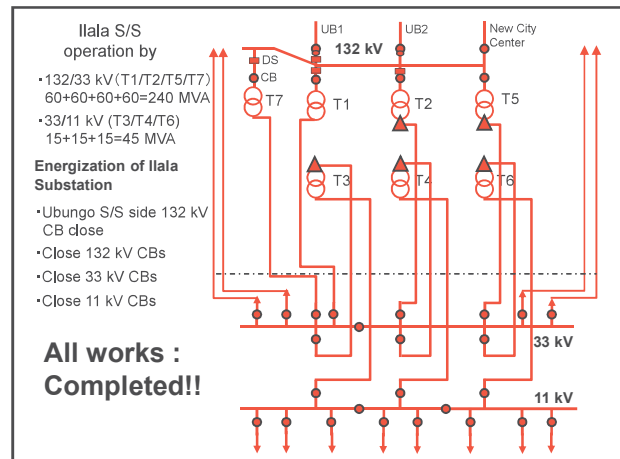 Ilala S/S
operation by
・132/33 kV(T1/T2/T5/T7)
60+60+60+60=240 MVA
・33/11 kV (T3/T4/T6)
15+15+15=45 MVA
Energization of Ilala
Substation
・Ubungo S/S side 132 kV
CB close
・Close 132 kV CBs
・Close 33 kV CBs
・Close 11 kV CBs
All works :
Completed!!
UB1
UB2
New City
Center
132 kV
DS
CB
T7
T1
T2
T5
T3
T4
T6
33 kV
11 kV